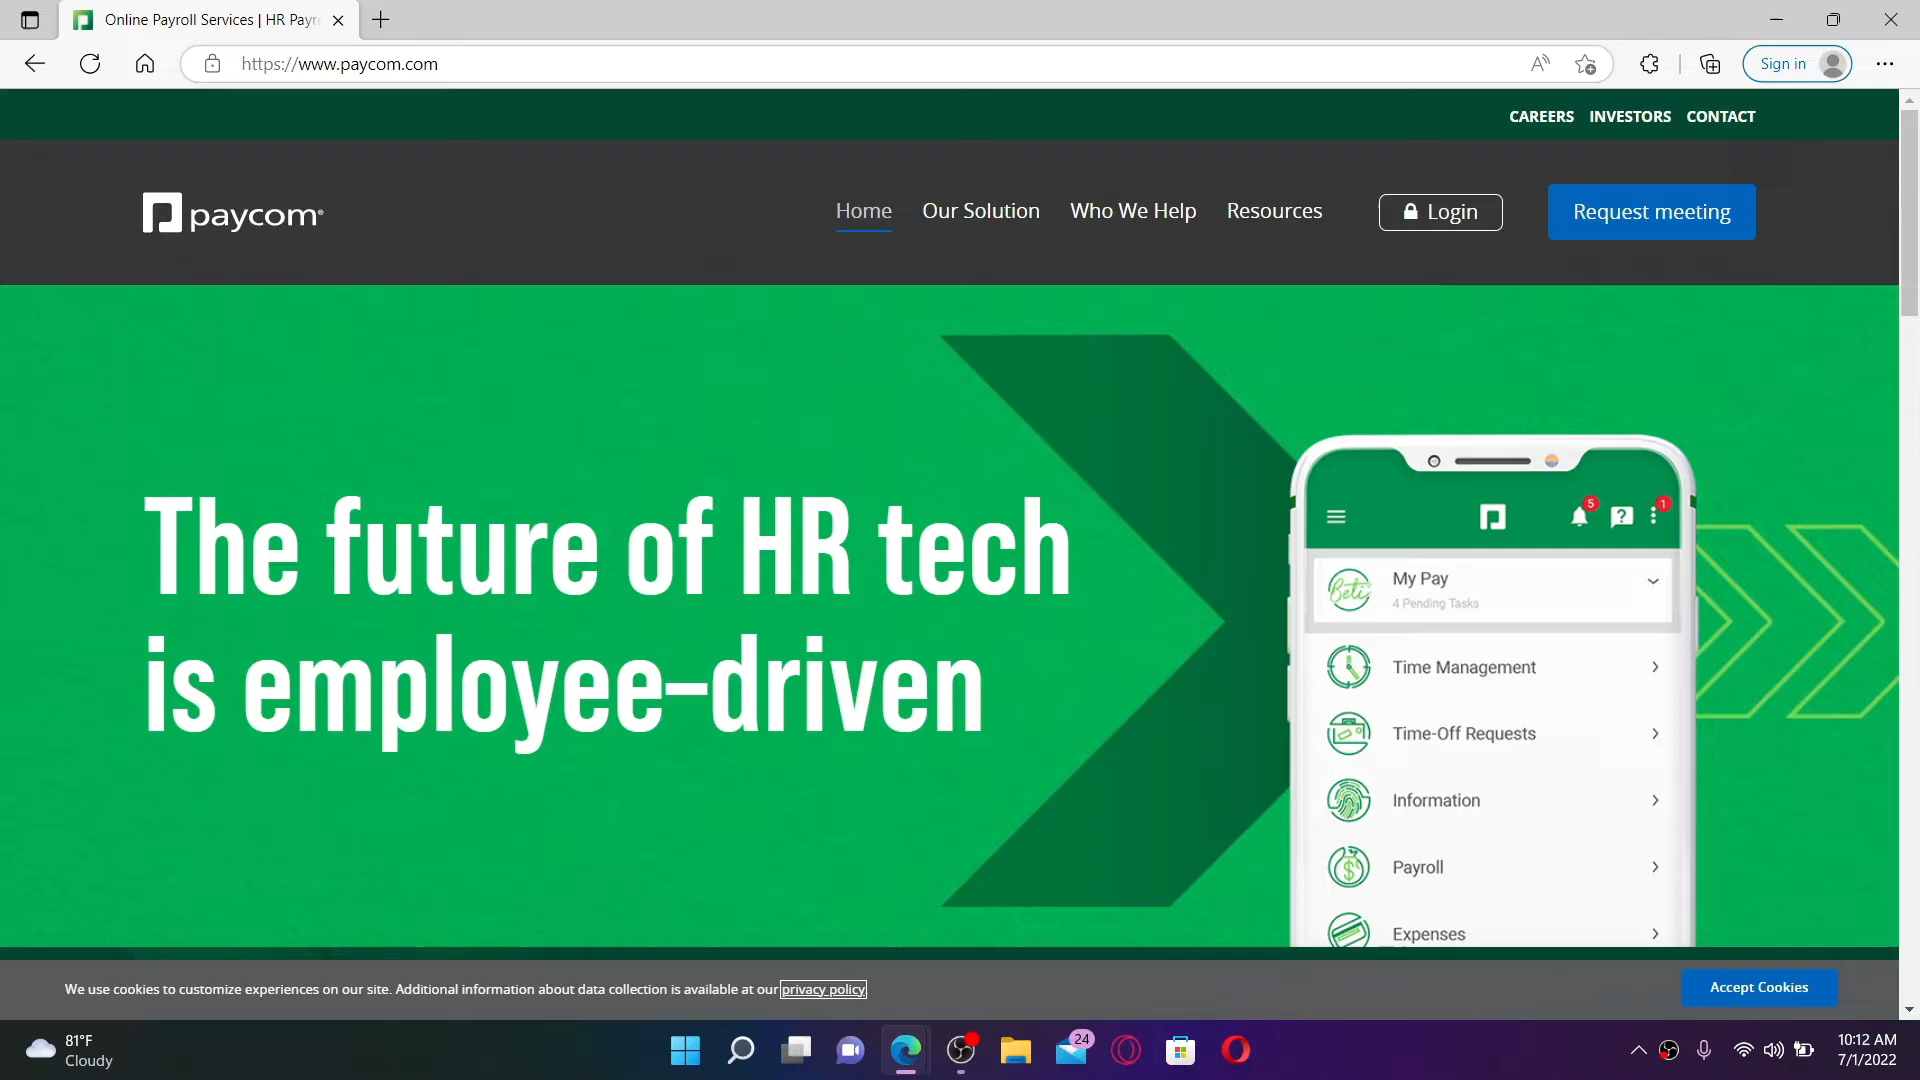 Online Payroll Services | HR Payr
https://www.paycom.com
Sign in
CAREERS INVESTORS CONTACT
paycom®
Home Our Solution Who We Help Resources Login Request meeting
The future of HR tech
is employee-driven
5
?
1
Beti
My Pay
4 Pending Tasks
Time Management
Time-Off Requests
Information
Payroll
Expenses
We use cookies to customize experiences on our site. Additional information about data collection is available at our privacy policy.
Accept Cookies
81°F
Cloudy
24
10:12 AM
7/1/2022